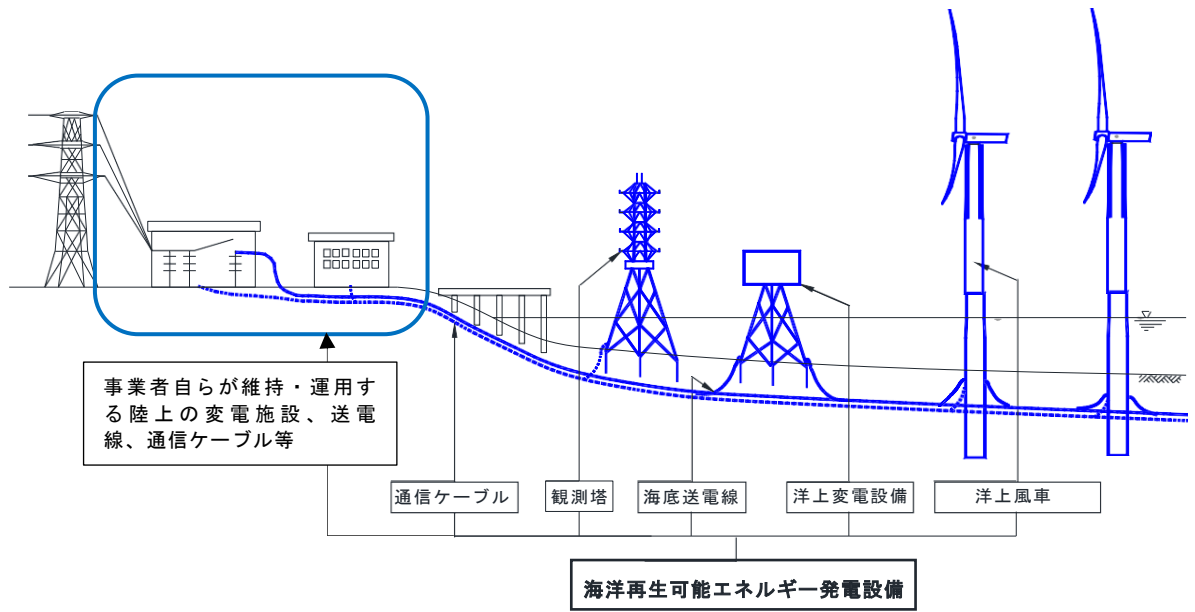 事業者自らが維持・運用す
る陸上の変電施設、送電
線、通信ケーブル等
通信ケーブル
観測塔
海底送電線
洋上変電設備
洋上風車
海洋再生可能エネルギー発電設備